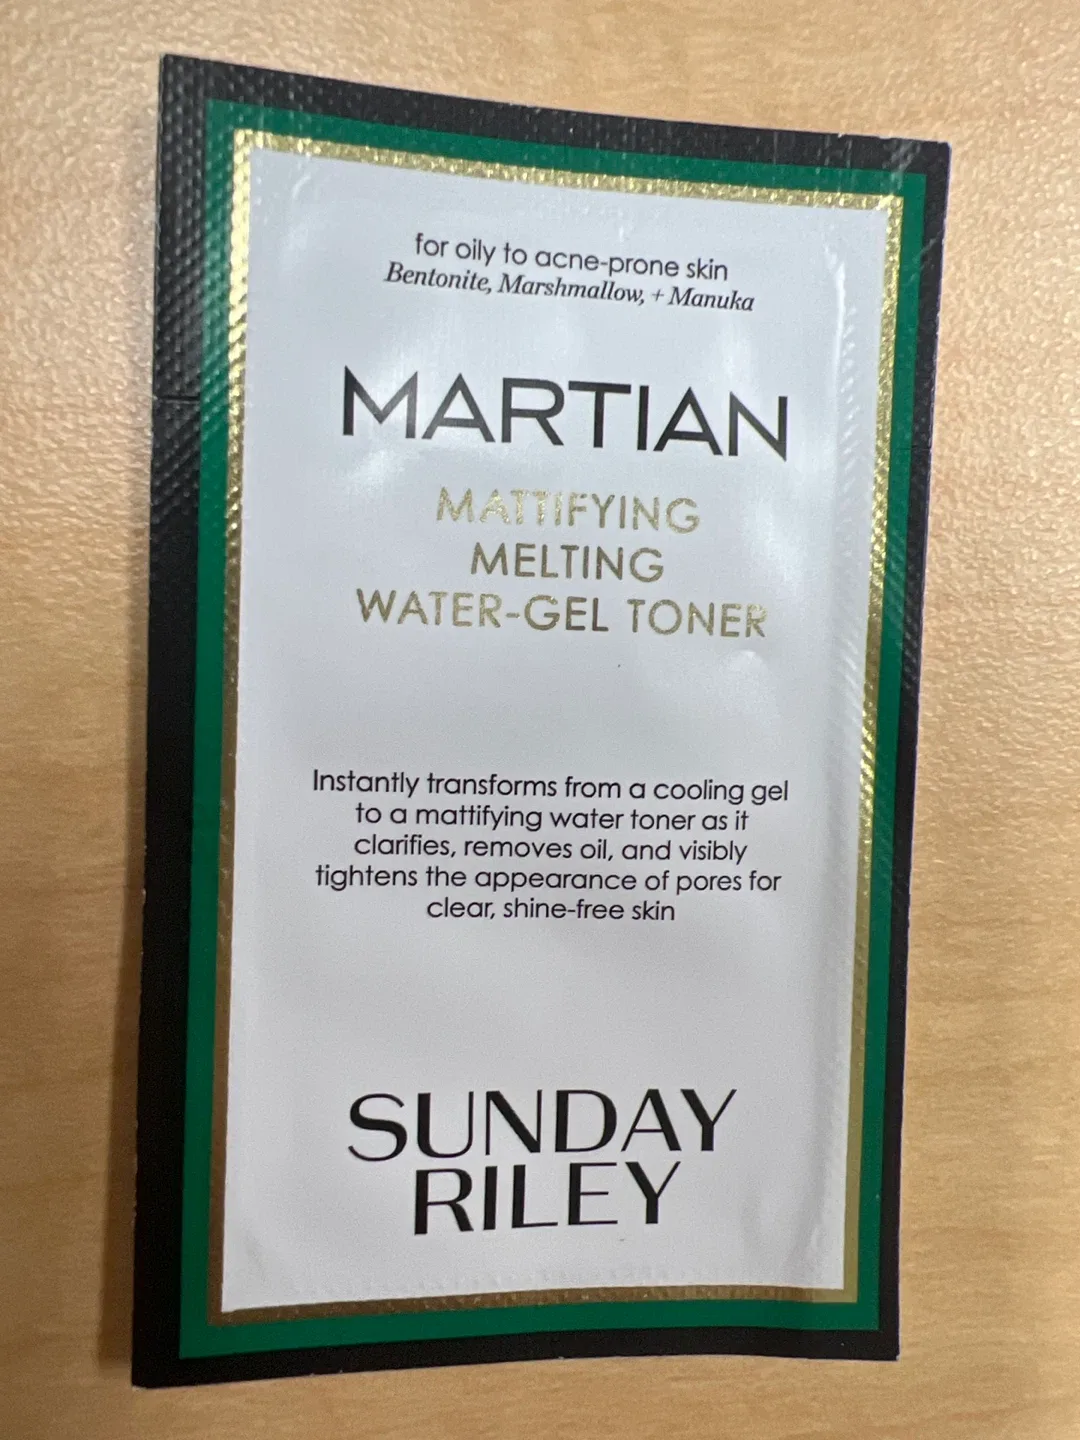 for oily to acne-prone skin
Bentonite, Marshmallow, + Manuka
MARTIAN
MATTIFYING
MELTING
WATER-GEL TONER
Instantly transforms from a cooling gel
to a mattifying water toner as it
clarifies, removes oil, and visibly
tightens the appearance of pores for
clear, shine-free skin
SUNDAY
RILEY